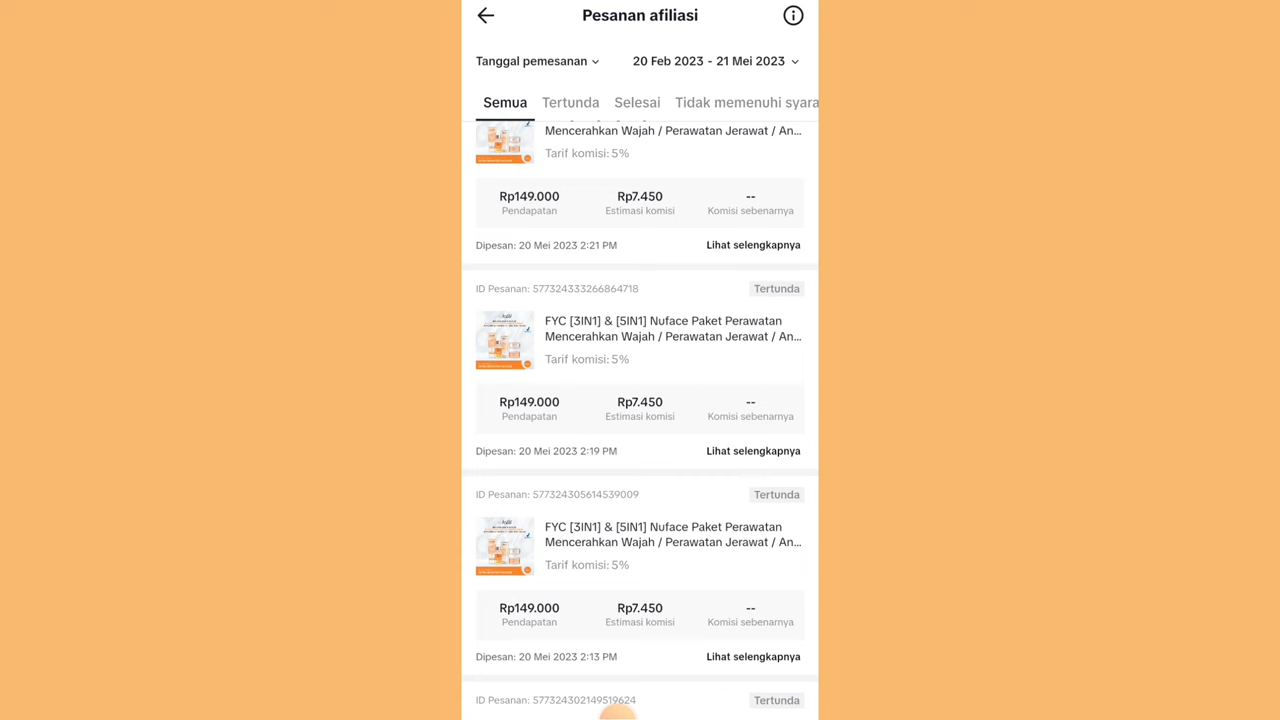 Pesanan afiliasi
Tanggal pemesanan
20 Feb 2023 - 21 Mei 2023
Semua Tertunda Selesai Tidak memenuhi syara
Mencerahkan Wajah / Perawatan Jerawat / An...
Tarif komisi: 5%
Rp149.000 Rp7.450 --
Pendapatan Estimasi komisi Komisi sebenarnya
Dipesan: 20 Mei 2023 2:21 PM Lihat selengkapnya
ID Pesanan: 577324333266864718 Tertunda
FYC [3IN1] & [5IN1] Nuface Paket Perawatan
Mencerahkan Wajah / Perawatan Jerawat / An...
Tarif komisi: 5%
Rp149.000 Rp7.450 --
Pendapatan Estimasi komisi Komisi sebenarnya
Dipesan: 20 Mei 2023 2:19 PM Lihat selengkapnya
ID Pesanan: 577324305614539009 Tertunda
FYC [3IN1] & [5IN1] Nuface Paket Perawatan
Mencerahkan Wajah / Perawatan Jerawat / An...
Tarif komisi: 5%
Rp149.000 Rp7.450 --
Pendapatan Estimasi komisi Komisi sebenarnya
Dipesan: 20 Mei 2023 2:13 PM Lihat selengkapnya
ID Pesanan: 577324302149519624 Tertunda